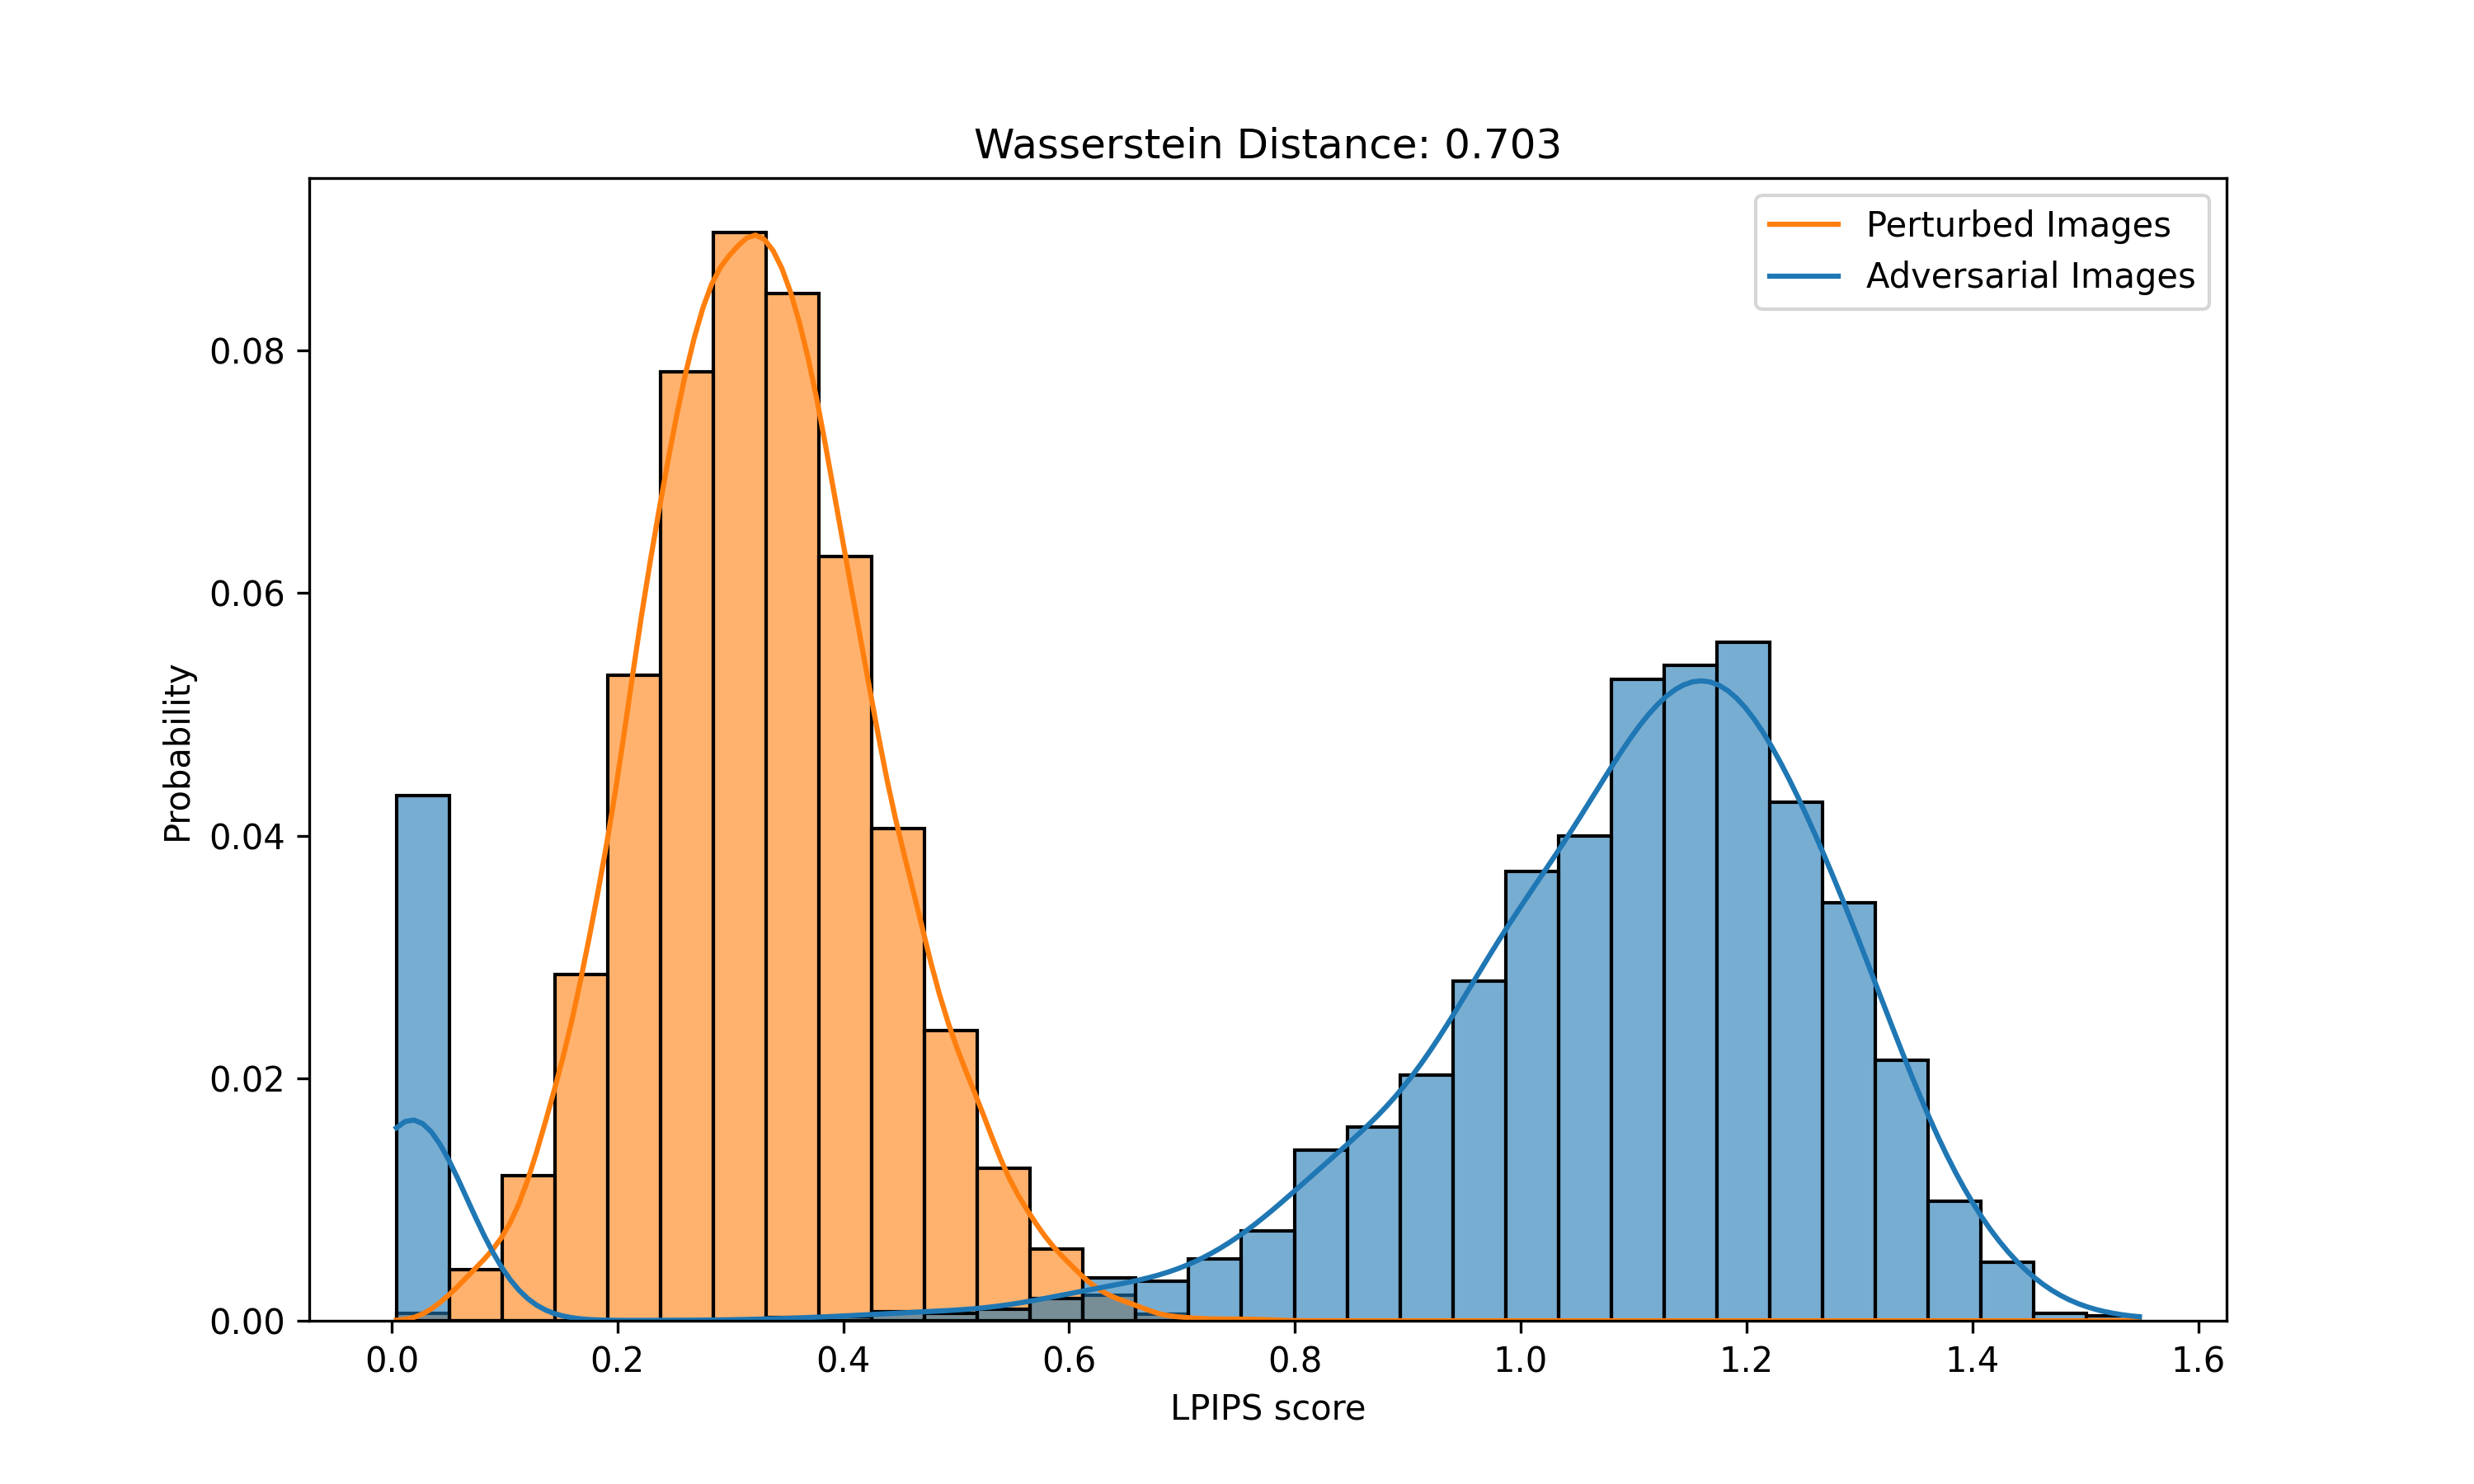 Wasserstein Distance: 0.703
Perturbed Images
Adversarial Images
Probability
0.08
0.06
0.04
0.02
0.00
0.0 0.2 0.4 0.6 0.8 1.0 1.2 1.4 1.6
LPIPS score